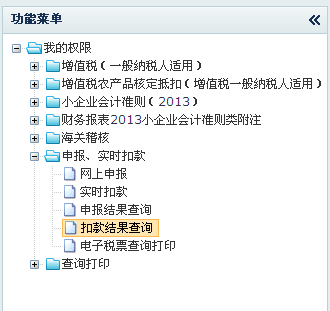 功能菜单
我的权限
增值税（一般纳税人适用）
增值税农产品核定抵扣（增值税一般纳税人适用）
小企业会计准则（2013）
财务报表2013小企业会计准则类附注
海关稽核
申报、实时扣款
网上申报
实时扣款
申报结果查询
扣款结果查询
电子税票查询打印
查询打印